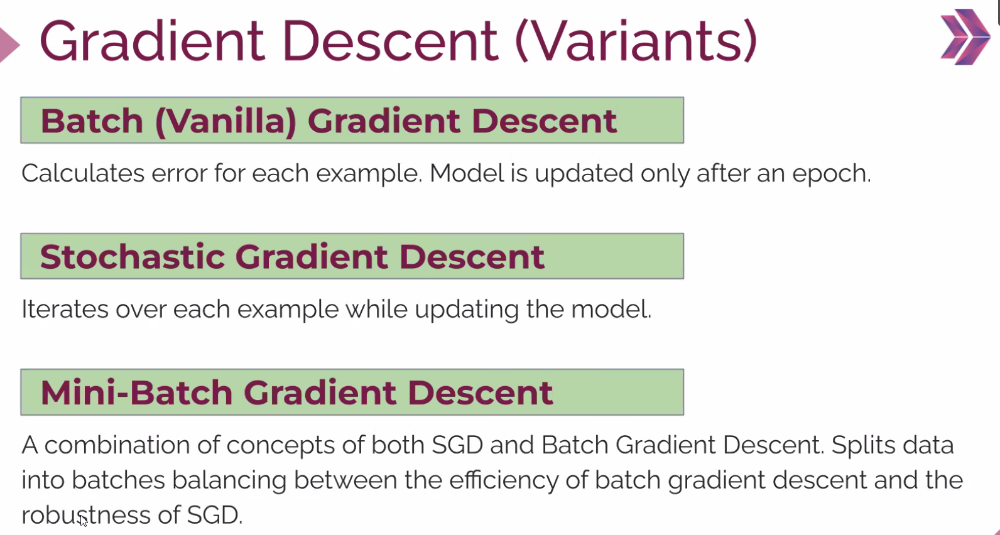 Gradient Descent (Variants)
Batch (Vanilla) Gradient Descent
Calculates error for each example. Model is updated only after an epoch.
Stochastic Gradient Descent
Iterates over each example while updating the model.
Mini-Batch Gradient Descent
A combination of concepts of both SGD and Batch Gradient Descent. Splits data
into batches balancing between the efficiency of batch gradient descent and the
robustness of SGD.